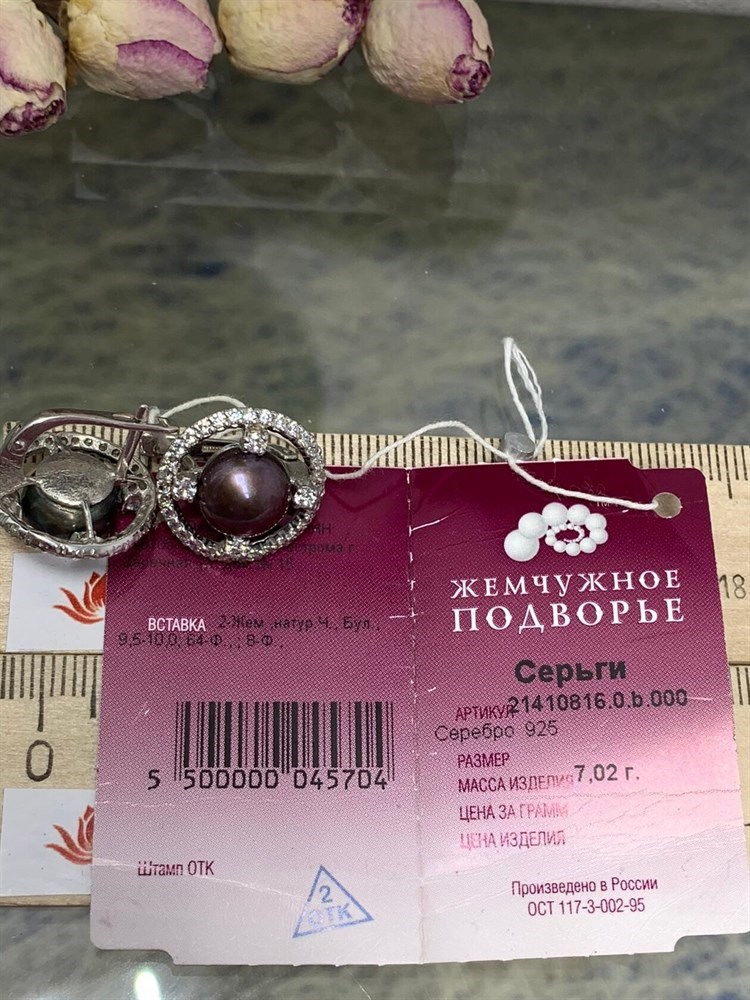 ВСТАВКА 2-Жем ,натур.Ч., Бул.,
9,5-10,0, 64-Ф., ; 8-Ф.,
5 500000 045704
Штамп ОТК
2
ОТК
ЖЕМЧУЖНОЕ
ПОДВОРЬЕ
Серьги
АРТИКУЛ 21410816.0.b.000
Серебро 925
РАЗМЕР
МАССА ИЗДЕЛИЯ 7,02 г.
ЦЕНА ЗА ГРАММ
ЦЕНА ИЗДЕЛИЯ
Произведено в России
ОСТ 117-3-002-95
18
0